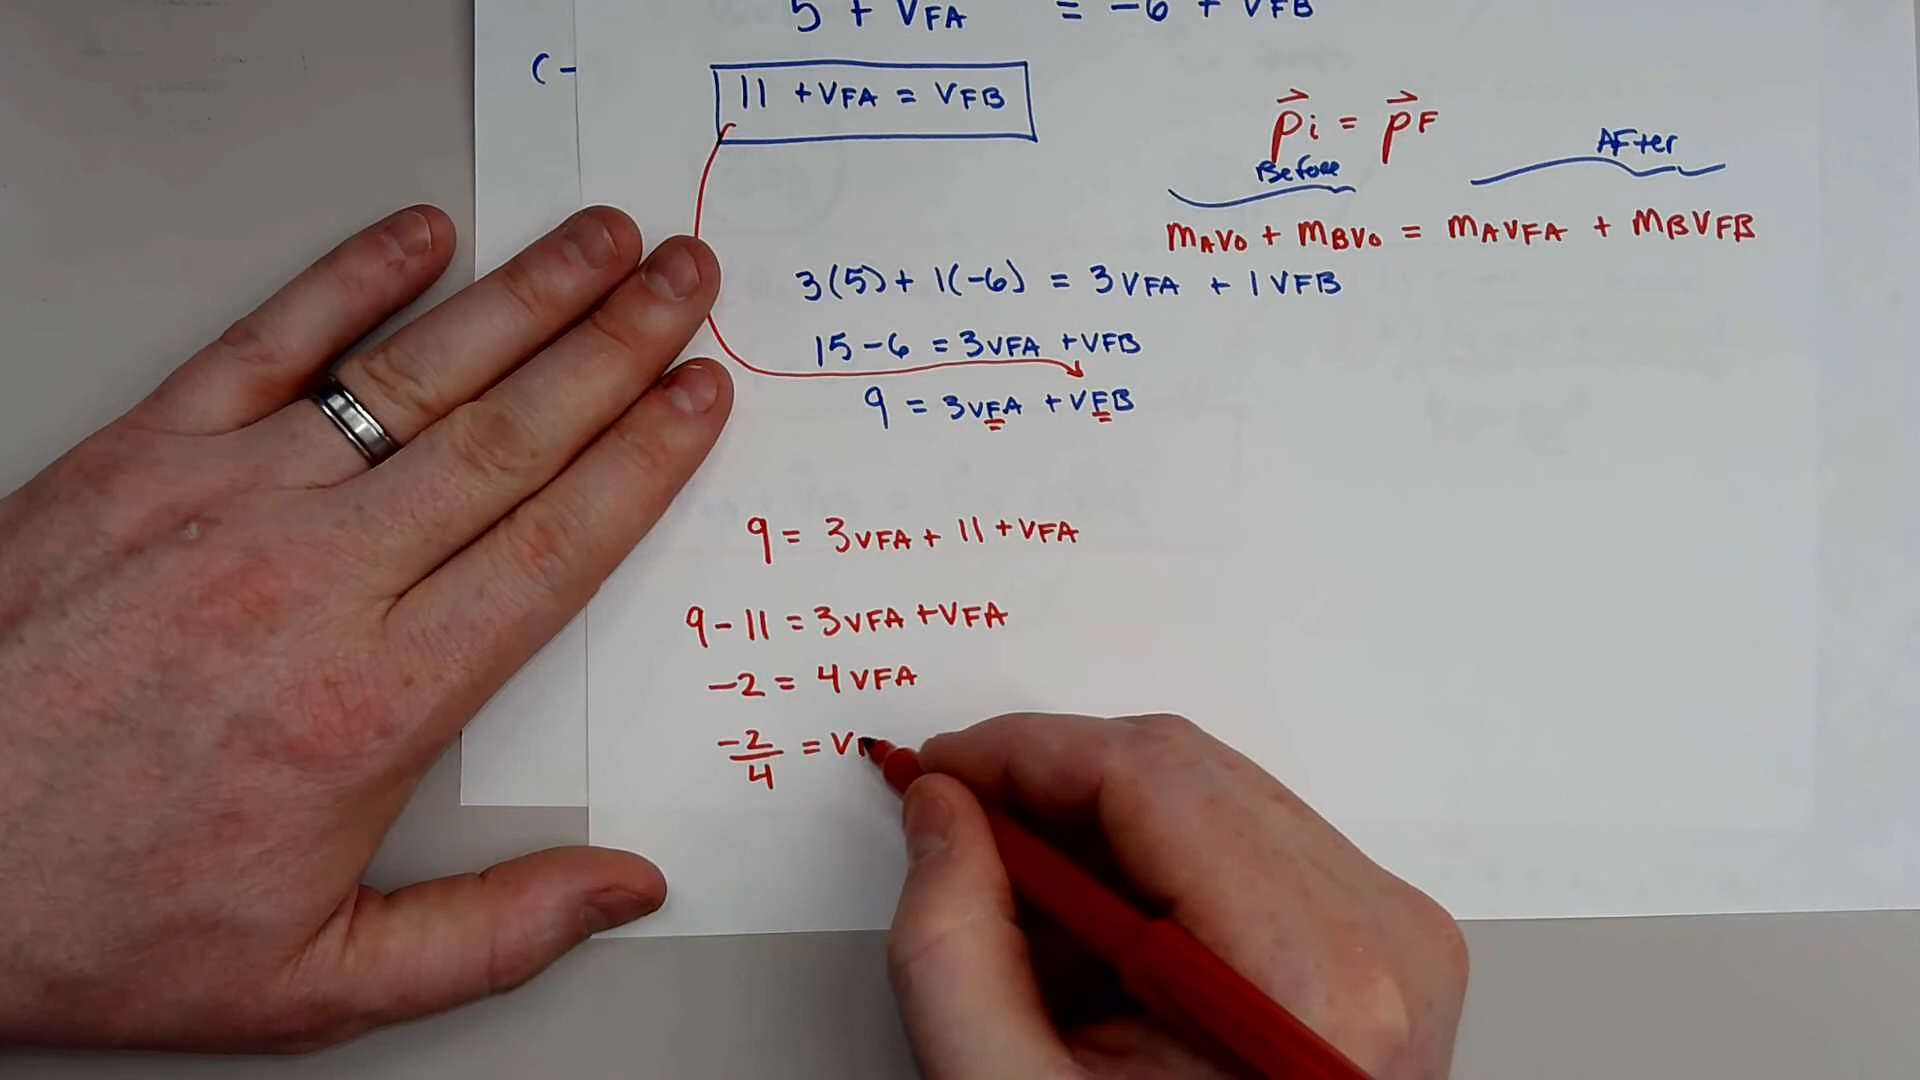 5 + VFA = -6 + VFB
(-
11 + VFA = VFB
p⃗i = p⃗F
Before
AFter
mAVo + mBVo = mAVFA + mBVFB
3(5) + 1(-6) = 3VFA + 1VFB
15 - 6 = 3VFA + VFB
9 = 3VFA + VFB
9 = 3VFA + 11 + VFA
9 - 11 = 3VFA + VFA
-2 = 4VFA
-2/4 = V